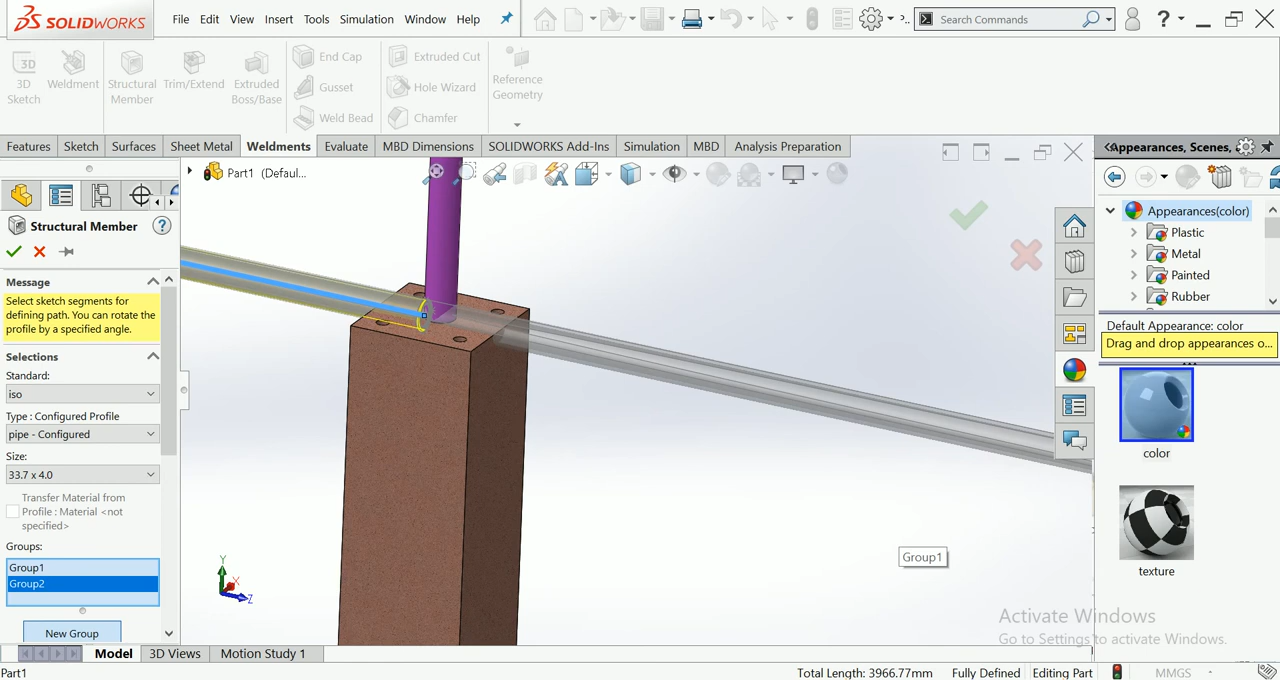 SOLIDWORKS
File Edit View Insert Tools Simulation Window Help
Search Commands
3D Sketch
Weldment
Structural Member
Trim/Extend
Extruded Boss/Base
End Cap
Gusset
Weld Bead
Extruded Cut
Hole Wizard
Chamfer
Reference Geometry
Features Sketch Surfaces Sheet Metal Weldments Evaluate MBD Dimensions SOLIDWORKS Add-Ins Simulation MBD Analysis Preparation
Part1 (Defaul...
Structural Member
Message
Select sketch segments for
defining path. You can rotate the
profile by a specified angle.
Selections
Standard:
iso
Type : Configured Profile
pipe - Configured
Size:
33.7 x 4.0
Transfer Material from
Profile : Material <not
specified>
Groups:
Group1
Group2
New Group
Group1
X
Y
Z
Appearances, Scenes,
Appearances(color)
Plastic
Metal
Painted
Rubber
Default Appearance: color
Drag and drop appearances o...
color
texture
Activate Windows
Go to Settings to activate Windows.
Model 3D Views Motion Study 1
Part1 Total Length: 3966.77mm Fully Defined Editing Part MMGS